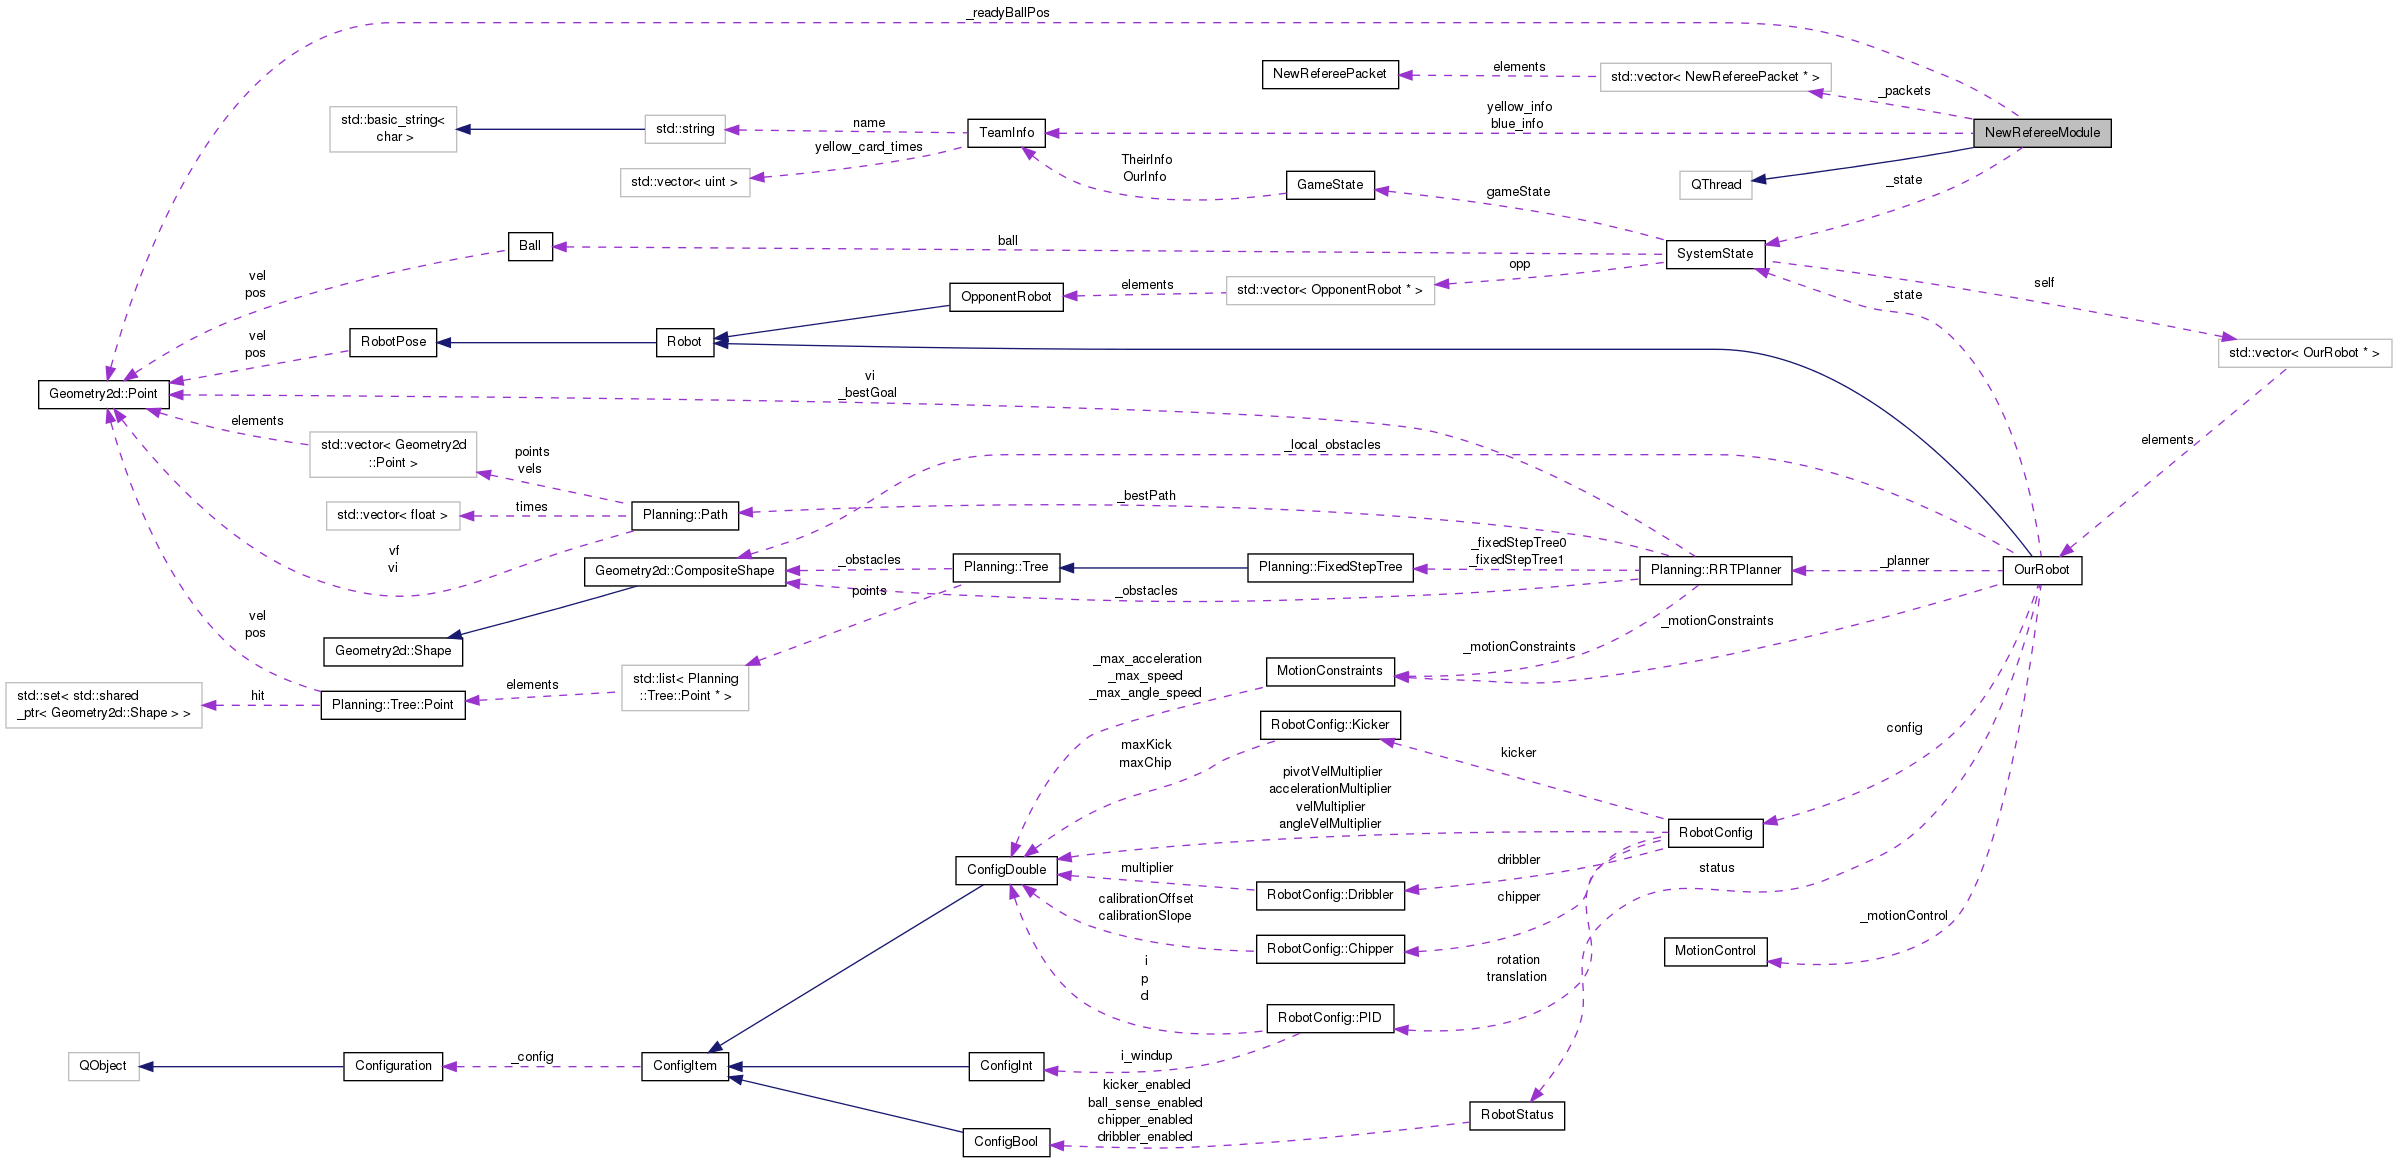 _readyBallPos
NewRefereePacket
elements
std::vector< NewRefereePacket * >
_packets
NewRefereeModule
std::basic_string<
char >
std::string
name
TeamInfo
yellow_info
blue_info
yellow_card_times
std::vector< uint >
TheirInfo
OurInfo
GameState
gameState
QThread
_state
Ball
ball
SystemState
vel
pos
opp
self
OpponentRobot
elements
std::vector< OpponentRobot * >
_state
RobotPose
Robot
vel
pos
std::vector< OurRobot * >
Geometry2d::Point
vi
_bestGoal
elements
std::vector< Geometry2d
::Point >
points
vels
_local_obstacles
elements
std::vector< float >
times
Planning::Path
_bestPath
vf
vi
Geometry2d::CompositeShape
_obstacles
Planning::Tree
Planning::FixedStepTree
_fixedStepTree0
_fixedStepTree1
Planning::RRTPlanner
_planner
OurRobot
points
_obstacles
vel
pos
Geometry2d::Shape
_motionConstraints
_motionConstraints
_max_acceleration
_max_speed
_max_angle_speed
MotionConstraints
std::set< std::shared
_ptr< Geometry2d::Shape > >
hit
Planning::Tree::Point
elements
std::list< Planning
::Tree::Point * >
RobotConfig::Kicker
maxKick
maxChip
kicker
config
pivotVelMultiplier
accelerationMultiplier
velMultiplier
angleVelMultiplier
RobotConfig
ConfigDouble
multiplier
dribbler
status
RobotConfig::Dribbler
calibrationOffset
calibrationSlope
chipper
_motionControl
RobotConfig::Chipper
MotionControl
i
p
d
rotation
translation
RobotConfig::PID
QObject
Configuration
_config
ConfigItem
ConfigInt
i_windup
kicker_enabled
ball_sense_enabled
chipper_enabled
dribbler_enabled
RobotStatus
ConfigBool